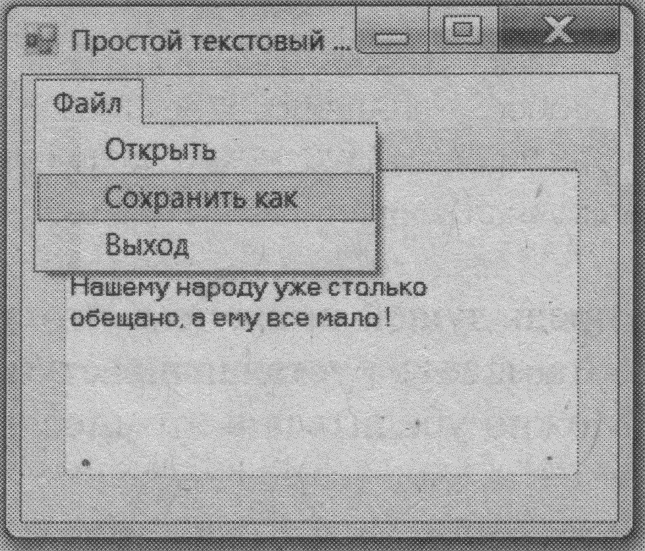 Простой текстовый ...
Файл
Открыть
Сохранить как
Выход
Нашему народу уже столько
обещано, а ему все мало !